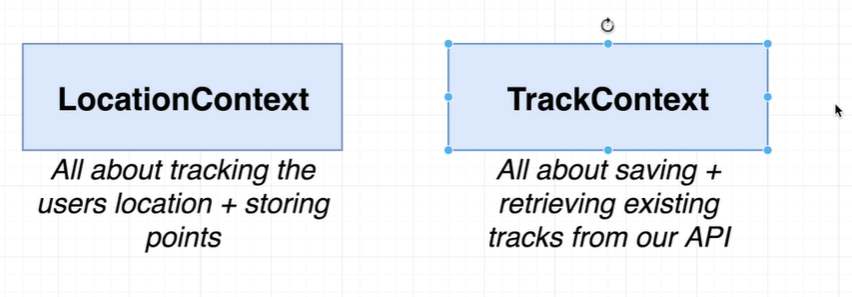 LocationContext
All about tracking the
users location + storing
points
TrackContext
All about saving +
retrieving existing
tracks from our API